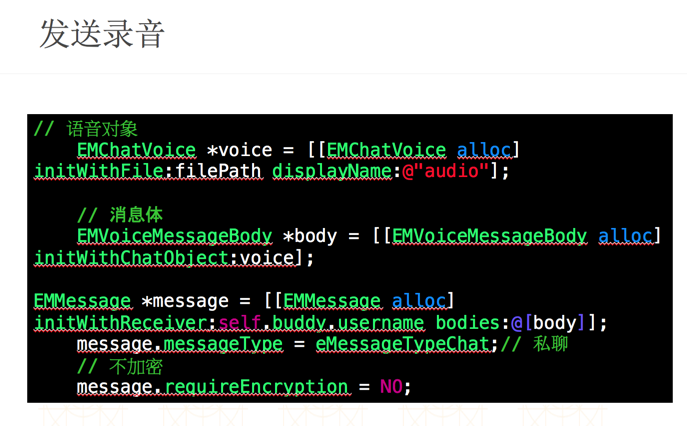 发送录音
// 语音对象
EMChatVoice *voice = [[EMChatVoice alloc]
initWithFile:filePath displayName:@"audio"];
// 消息体
EMVoiceMessageBody *body = [[EMVoiceMessageBody alloc]
initWithChatObject:voice];
EMMessage *message = [[EMMessage alloc]
initWithReceiver:self.buddy.username bodies:@[body]];
message.messageType = eMessageTypeChat;// 私聊
// 不加密
message.requireEncryption = NO;